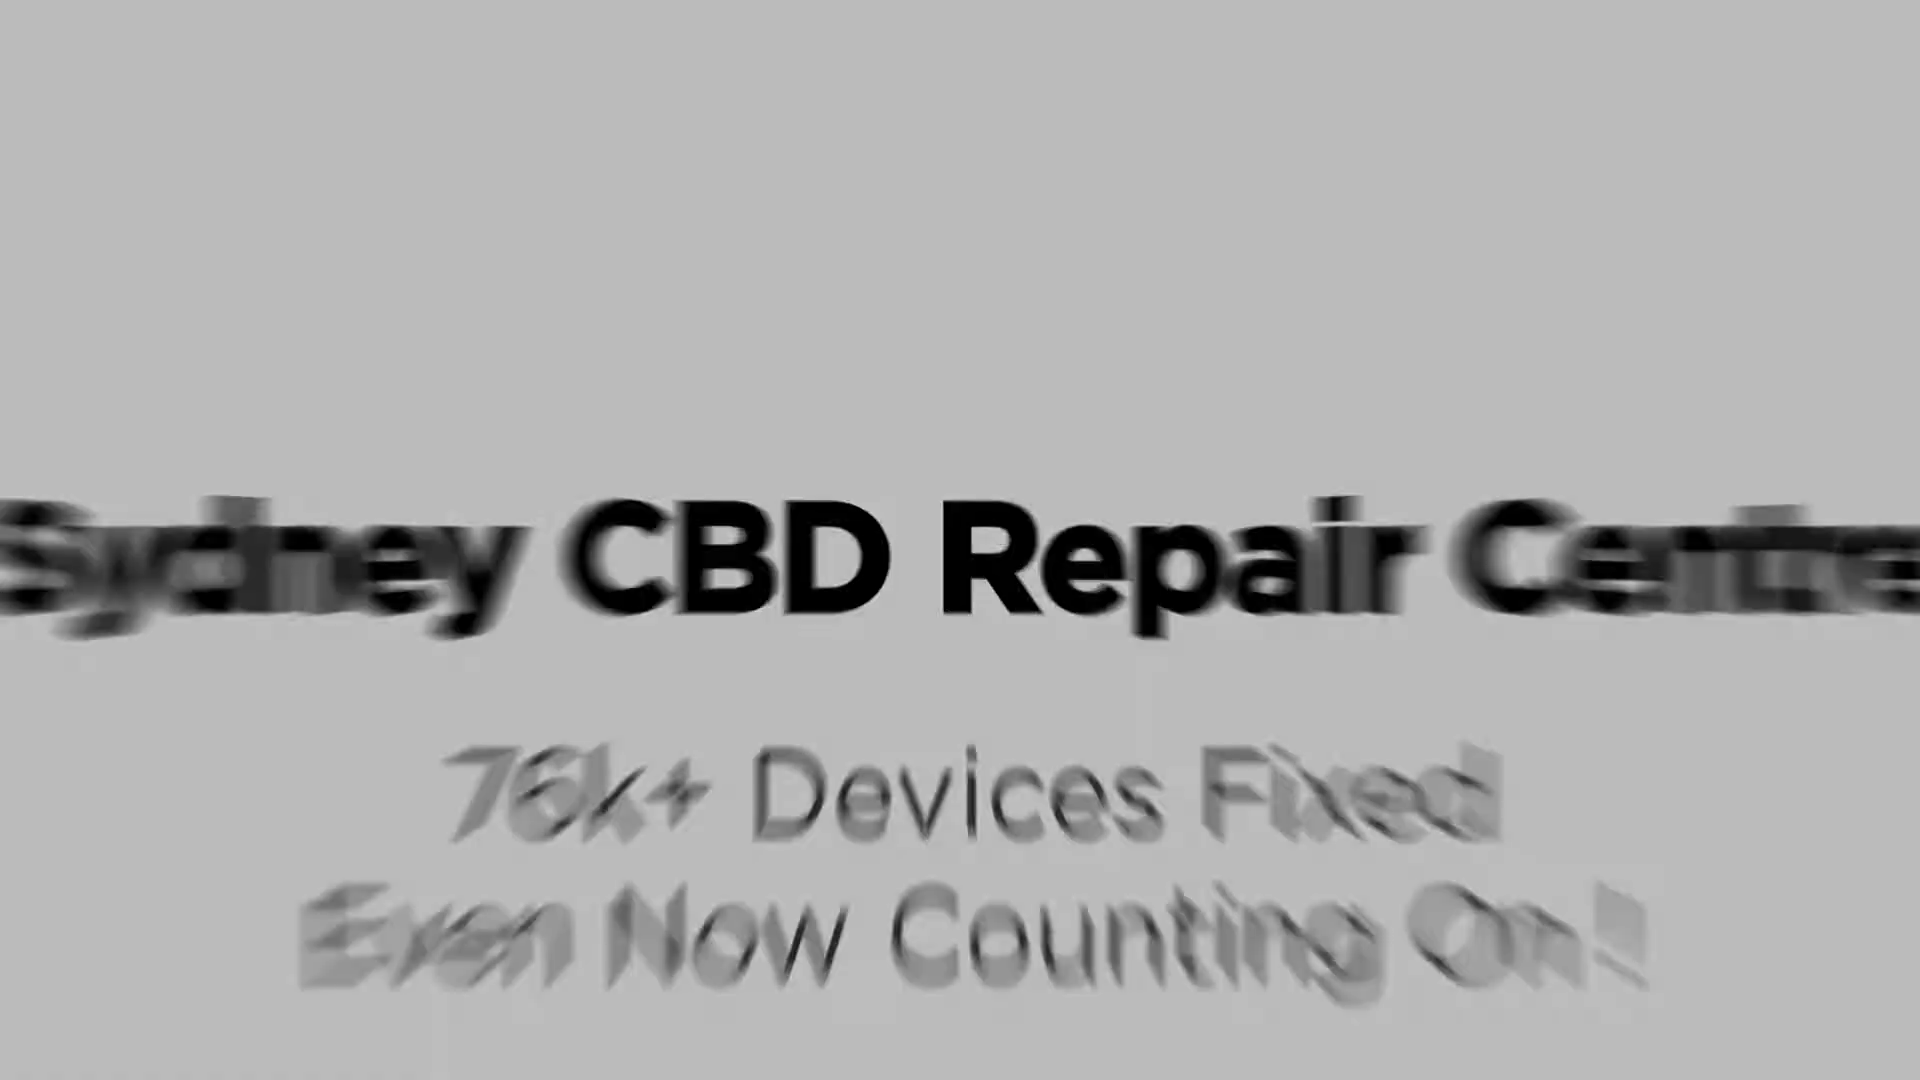 Sydney CBD Repair Centre
76k+ Devices Fixed
Even Now Counting On!